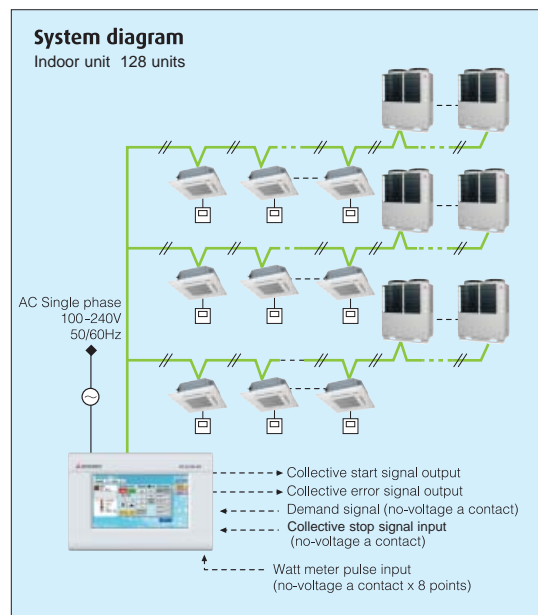 System diagram
Indoor unit 128 units
AC Single phase
100-240V
50/60Hz
Collective start signal output
Collective error signal output
Demand signal (no-voltage a contact)
Collective stop signal input
(no-voltage a contact)
Watt meter pulse input
(no-voltage a contact x 8 points)